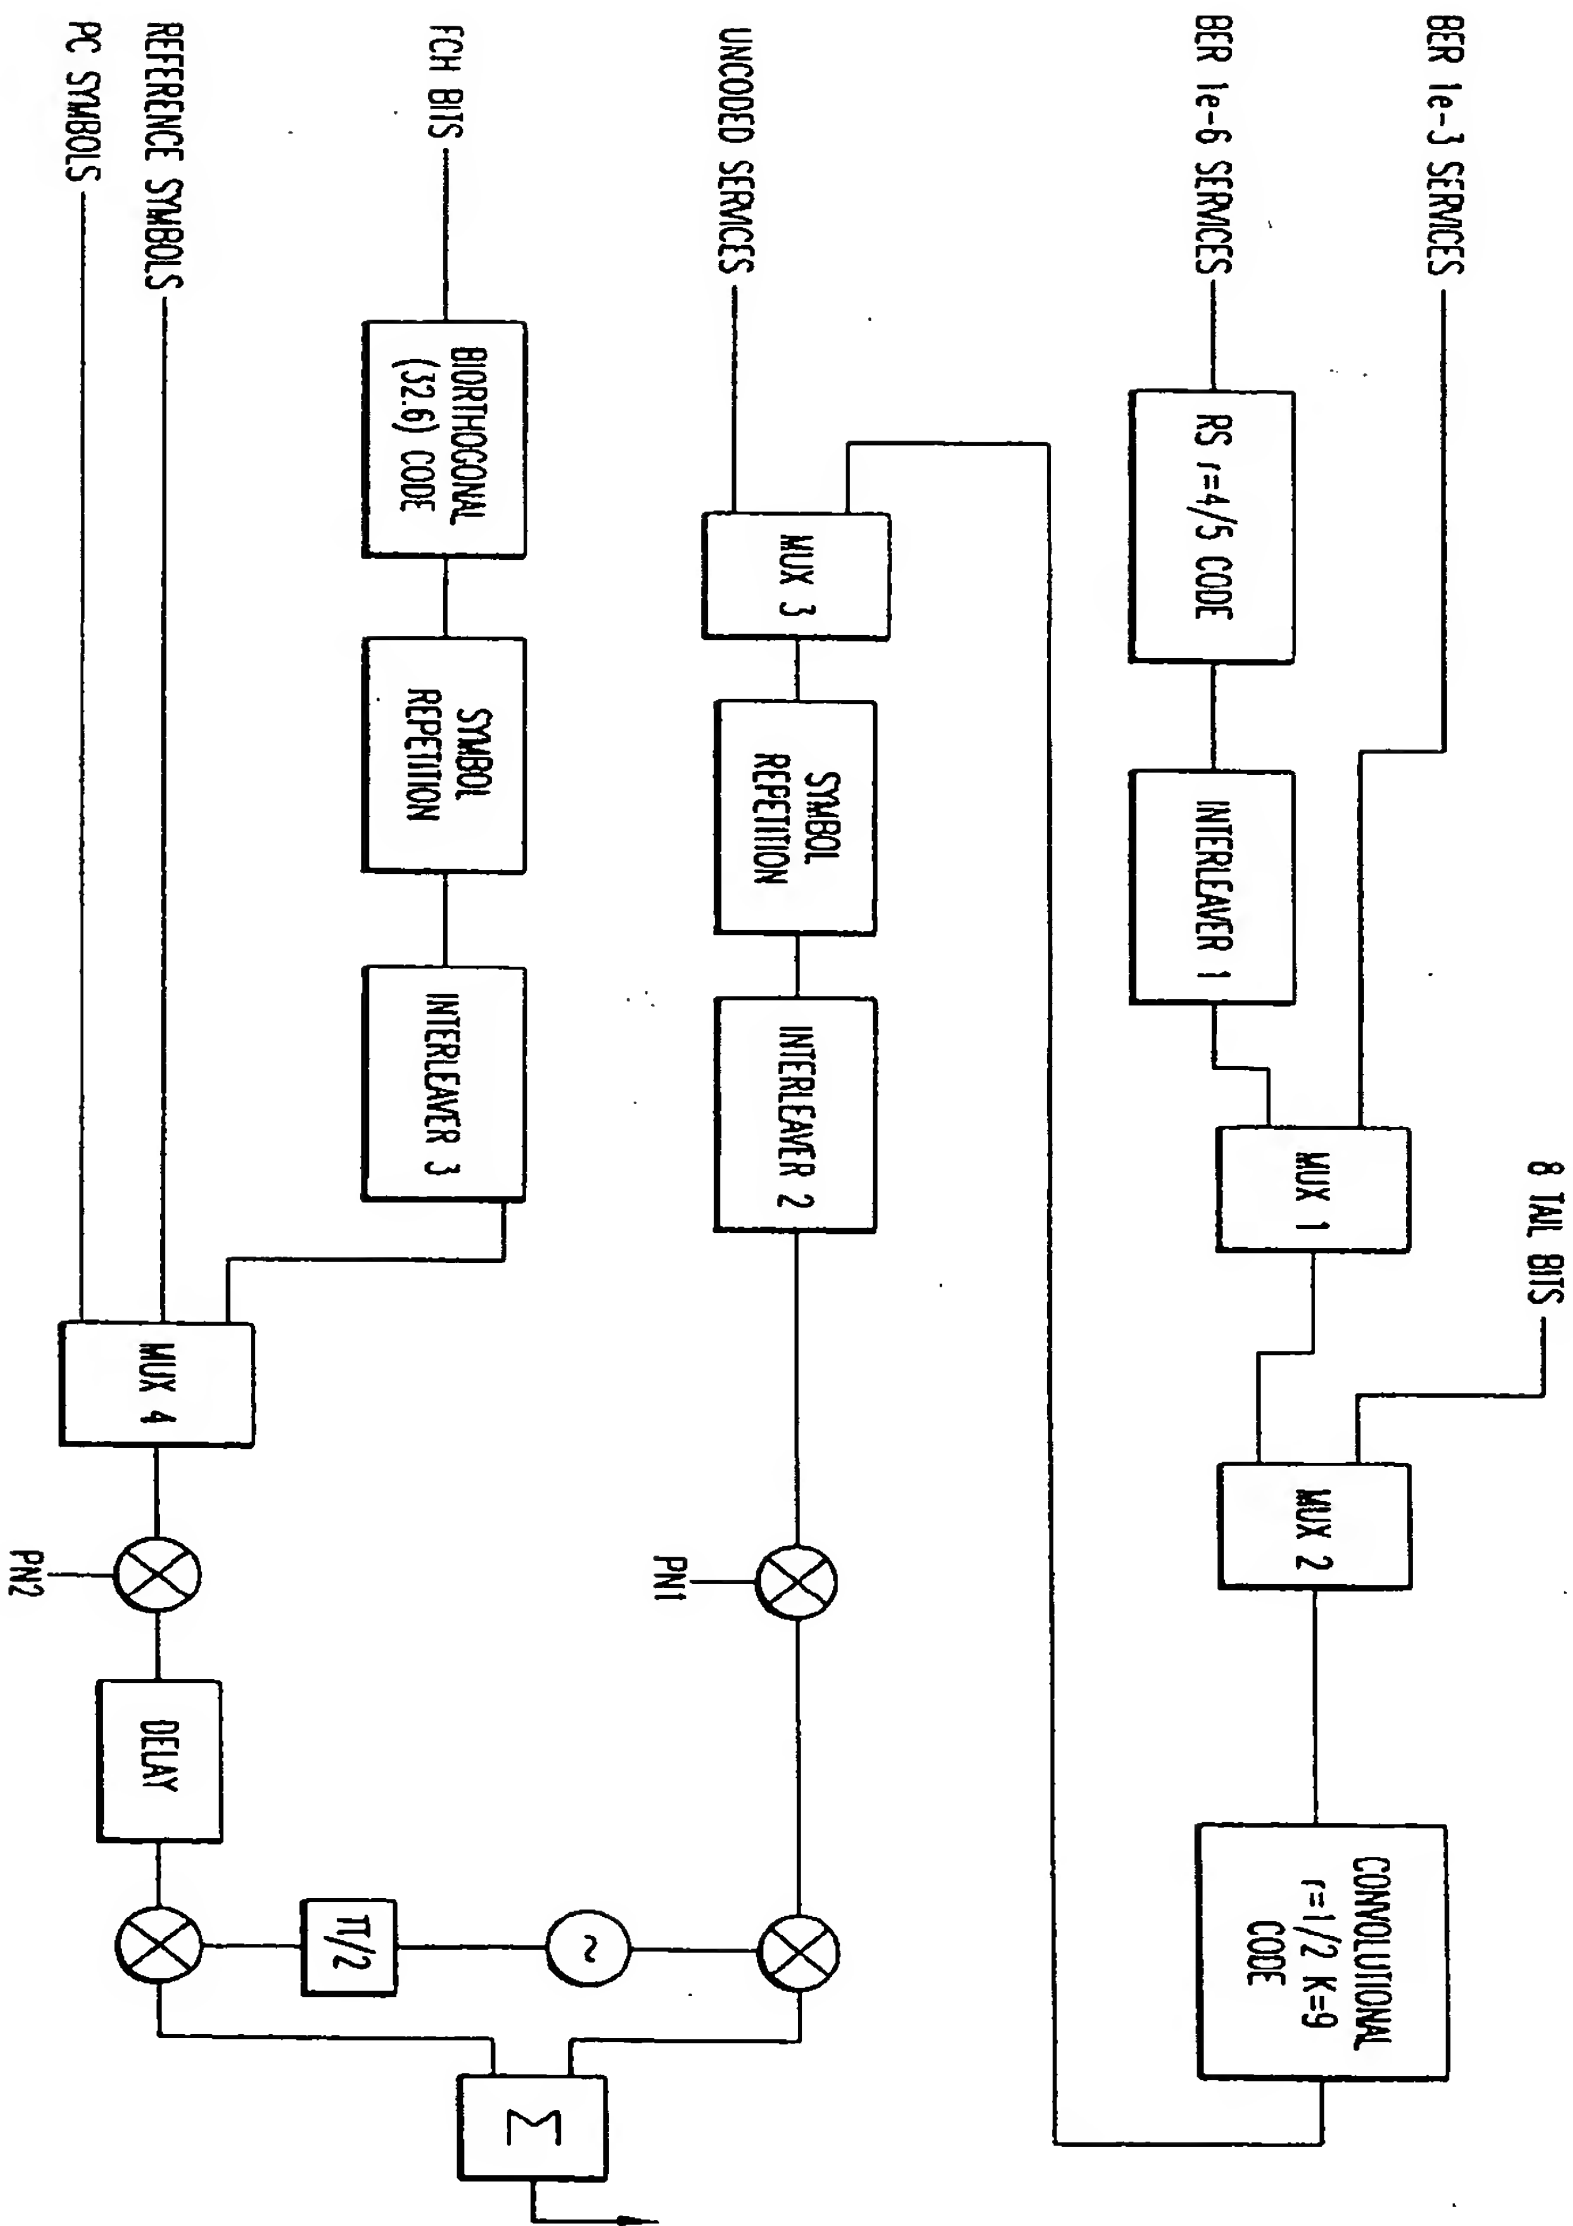 8 TAIL BITS
BER 1e-3 SERVICES
MUX 1
MUX 2
CONVOLUTIONAL
r=1/2 K=9
CODE
BER 1e-6 SERVICES
RS r=4/5 CODE
INTERLEAVER 1
UNCODED SERVICES
MUX 3
SYMBOL
REPETITION
INTERLEAVER 2
PN1
~
π/2
Σ
FCH BITS
BIORTHOGONAL
(32.6) CODE
SYMBOL
REPETITION
INTERLEAVER 3
REFERENCE SYMBOLS
PC SYMBOLS
MUX 4
PN2
DELAY